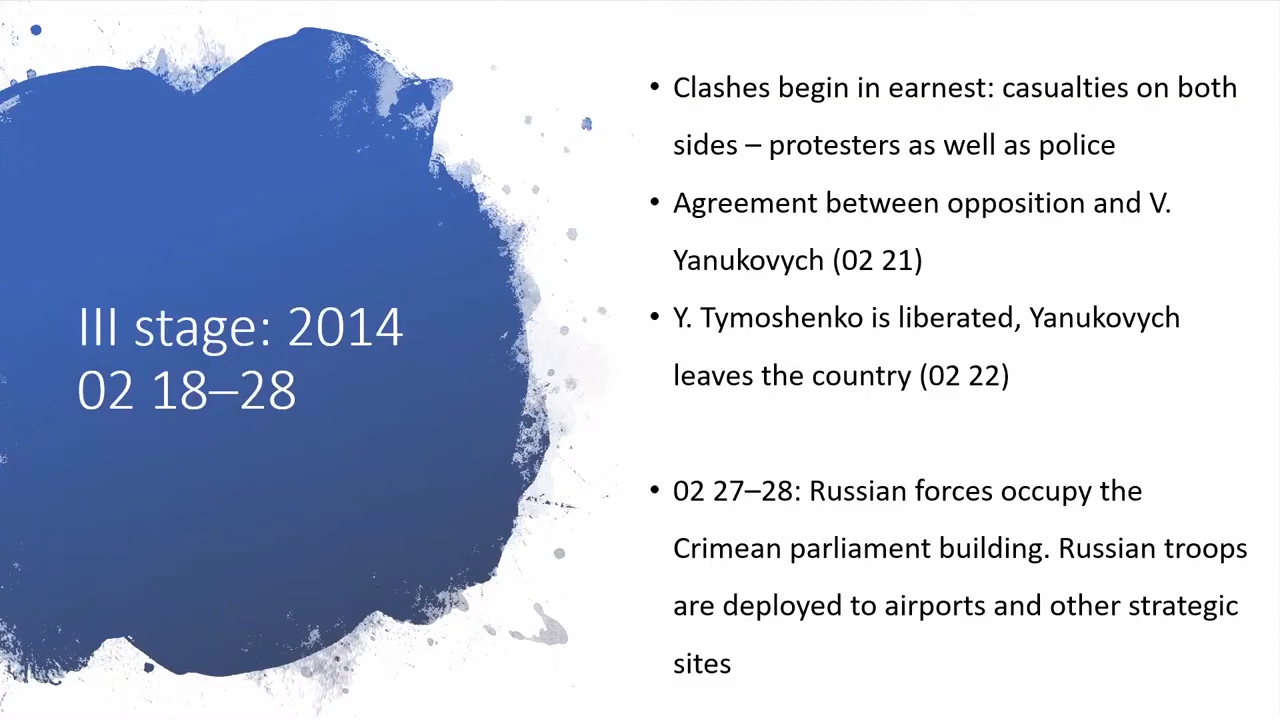 III stage: 2014
02 18–28
• Clashes begin in earnest: casualties on both
sides – protesters as well as police
• Agreement between opposition and V.
Yanukovych (02 21)
• Y. Tymoshenko is liberated, Yanukovych
leaves the country (02 22)
• 02 27–28: Russian forces occupy the
Crimean parliament building. Russian troops
are deployed to airports and other strategic
sites